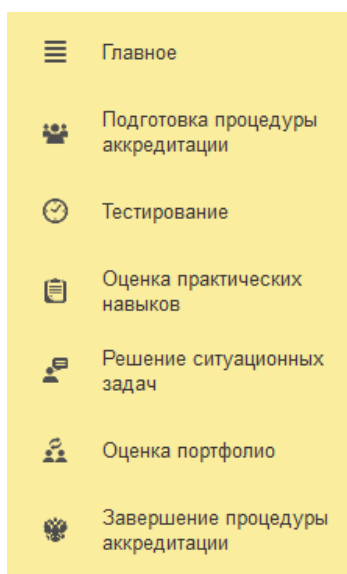 Главное
Подготовка процедуры
аккредитации
Тестирование
Оценка практических
навыков
Решение ситуационных
задач
Оценка портфолио
Завершение процедуры
аккредитации